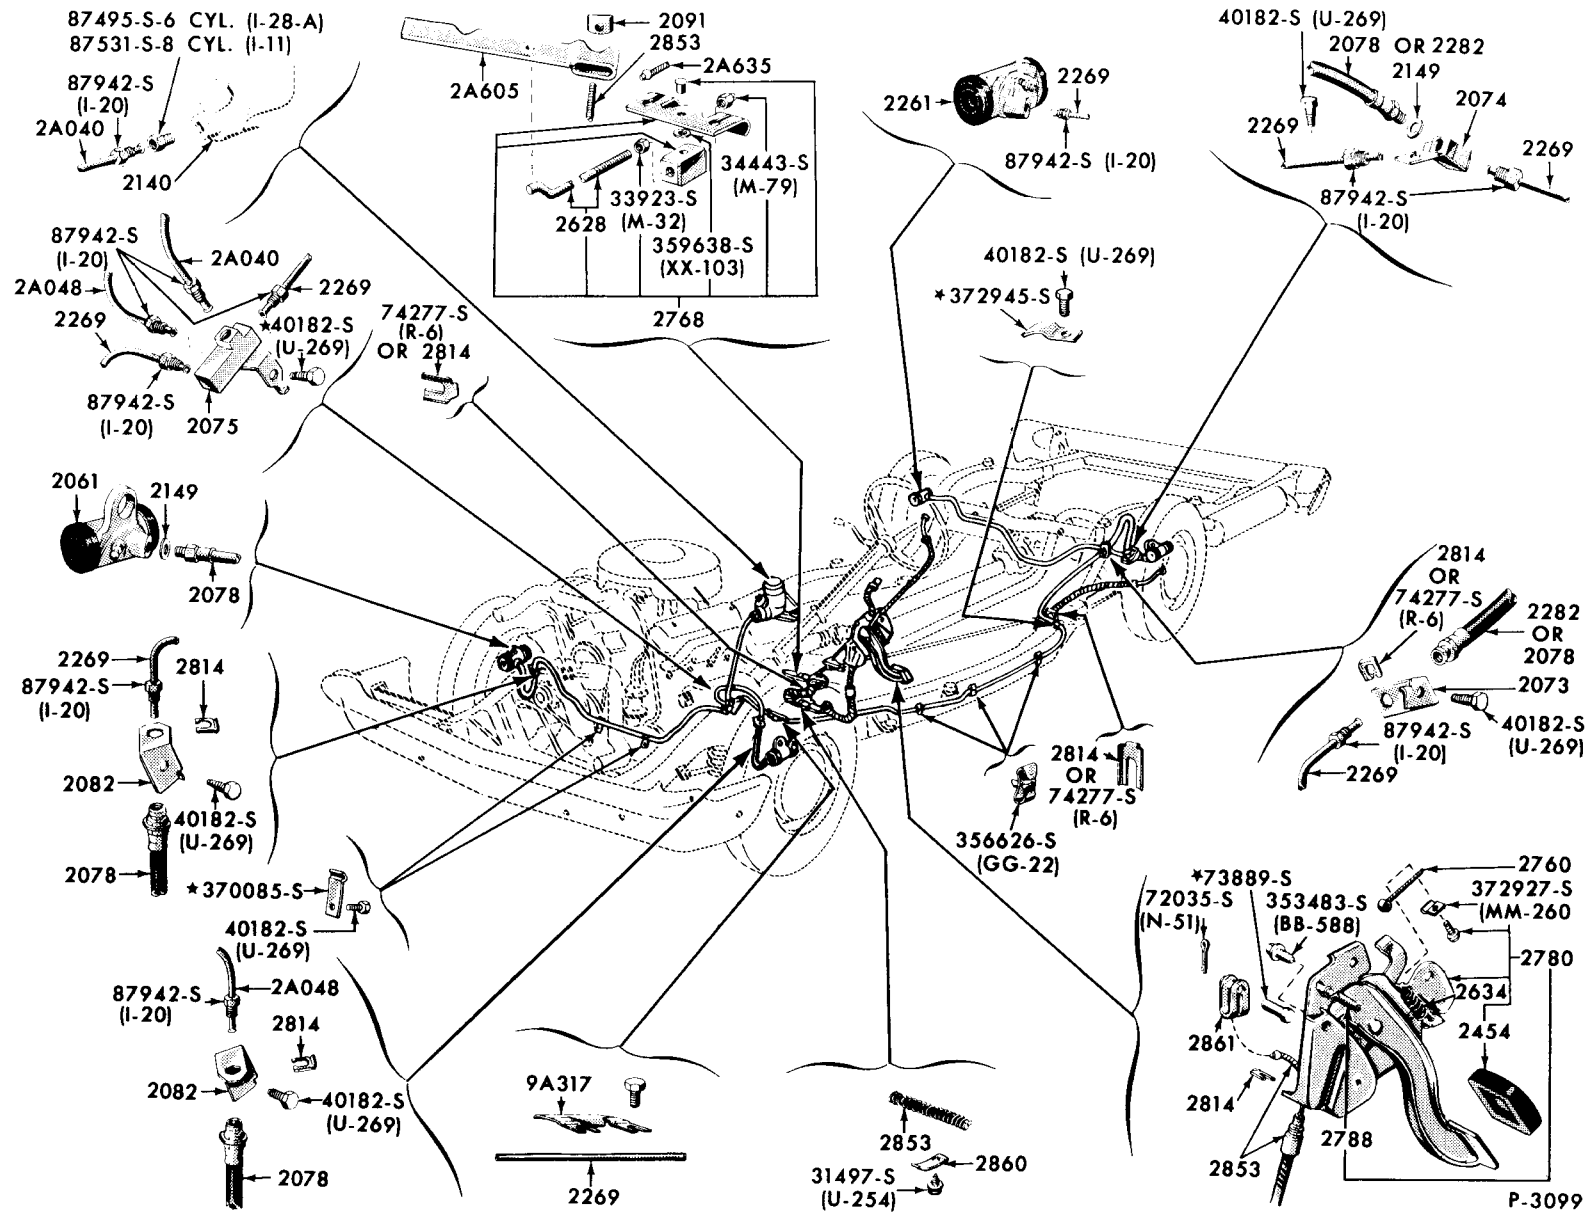 87495-S-6 CYL. (I-28-A)
87531-S-8 CYL. (I-11)
87942-S
(I-20)
2A040
2140
2091
2853
2A605
2A635
34443-S
(M-79)
33923-S
(M-32)
2628
359638-S
(XX-103)
2768
2261
2269
87942-S (I-20)
40182-S (U-269)
2078 OR 2282
2149
2074
2269
2269
87942-S
(I-20)
87942-S
(I-20)
2A040
2A048
2269
2269
★40182-S
(U-269)
87942-S
(I-20)
2075
74277-S
(R-6)
OR 2814
40182-S (U-269)
★372945-S
2061
2149
2078
2269
2814
87942-S
(I-20)
2082
40182-S
(U-269)
2078
★370085-S
40182-S
(U-269)
2814
OR
74277-S
(R-6)
2282
OR
2078
2073
87942-S
(I-20)
40182-S
(U-269)
2269
2814
OR
74277-S
(R-6)
356626-S
(GG-22)
87942-S
(I-20)
2A048
2814
2082
40182-S
(U-269)
2078
9A317
2269
2853
2860
31497-S
(U-254)
★73889-S
72035-S
(N-51)
353483-S
(BB-588)
2760
372927-S
(MM-260
2780
2634
2454
2861
2814
2853
2788
P-3099